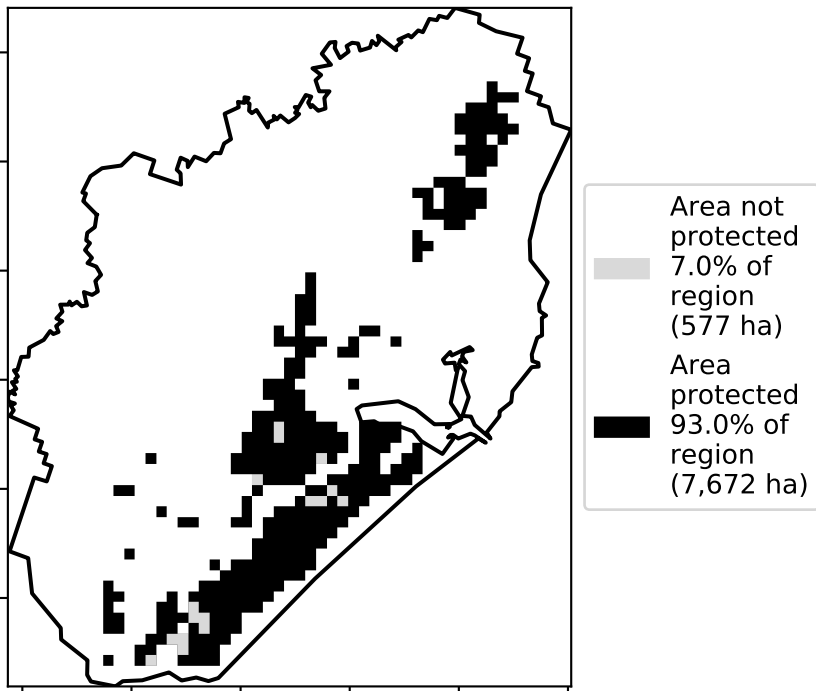 Area not
protected
7.0% of
region
(577 ha)
Area
protected
93.0% of
region
(7,672 ha)